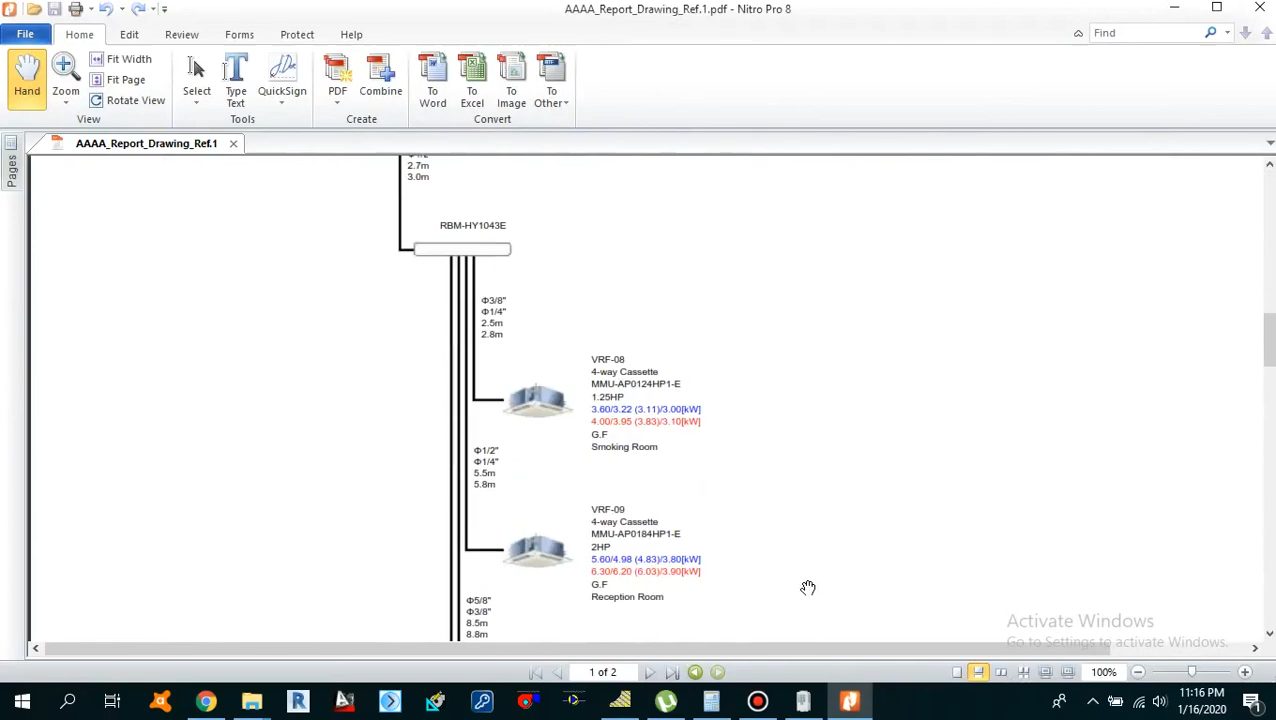 AAAA_Report_Drawing_Ref.1.pdf - Nitro Pro 8
File Home Edit Review Forms Protect Help
Find
Hand
Zoom
Fit Width
Fit Page
Rotate View
View
Select
Type Text
QuickSign
Tools
PDF
Combine
Create
To Word
To Excel
To Image
To Other
Convert
AAAA_Report_Drawing_Ref.1
Pages
2.7m
3.0m
RBM-HY1043E
Φ3/8"
Φ1/4"
2.5m
2.8m
VRF-08
4-way Cassette
MMU-AP0124HP1-E
1.25HP
3.60/3.22 (3.11)/3.00[kW]
4.00/3.95 (3.83)/3.10[kW]
G.F
Smoking Room
Φ1/2"
Φ1/4"
5.5m
5.8m
VRF-09
4-way Cassette
MMU-AP0184HP1-E
2HP
5.60/4.98 (4.83)/3.80[kW]
6.30/6.20 (6.03)/3.90[kW]
G.F
Reception Room
Φ5/8"
Φ3/8"
8.5m
8.8m
Activate Windows
Go to Settings to activate Windows.
1 of 2
100%
11:16 PM
1/16/2020